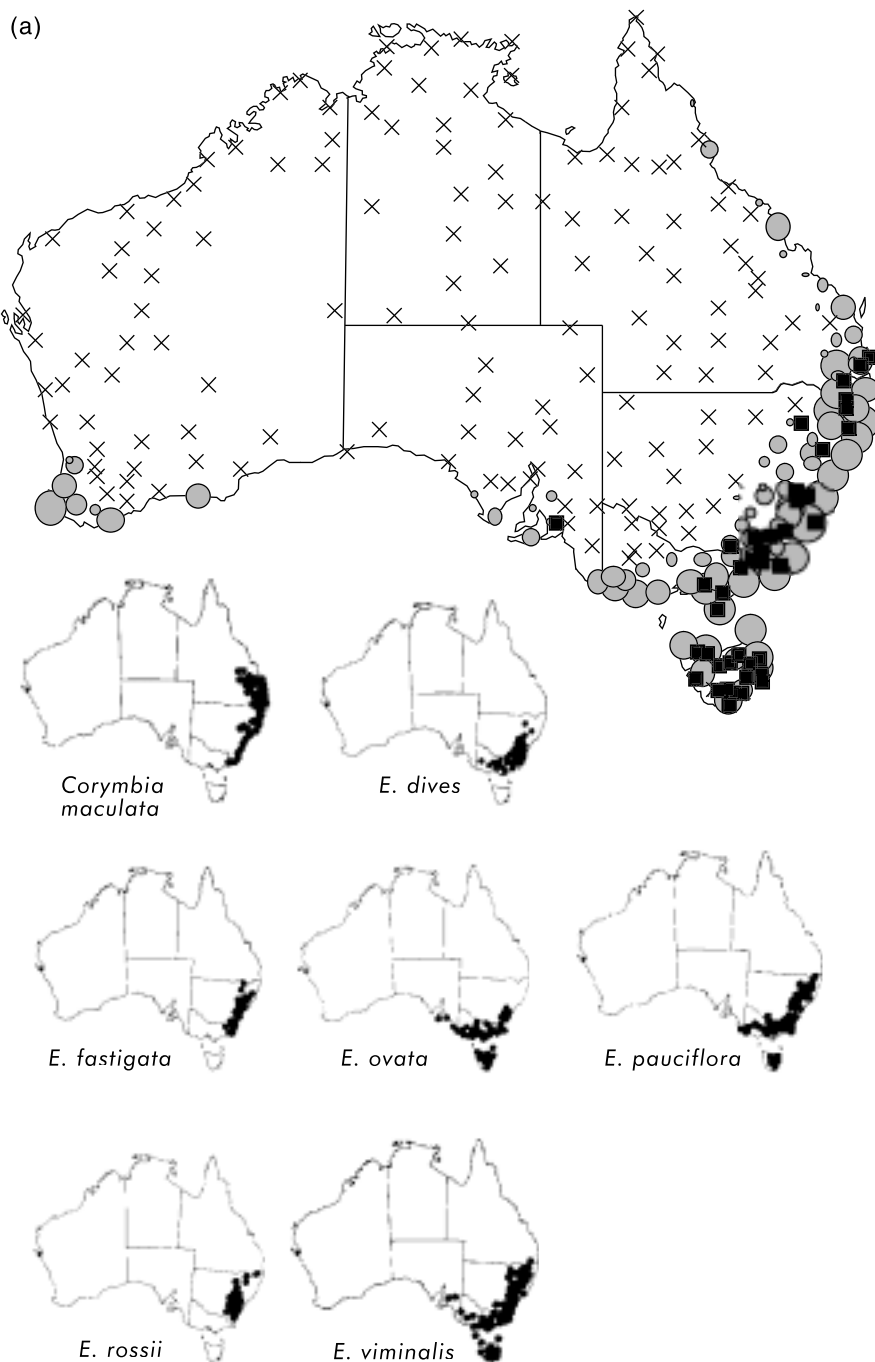 (a)
Corymbia
maculata
E. dives
E. fastigata
E. ovata
E. pauciflora
E. rossii
E. viminalis